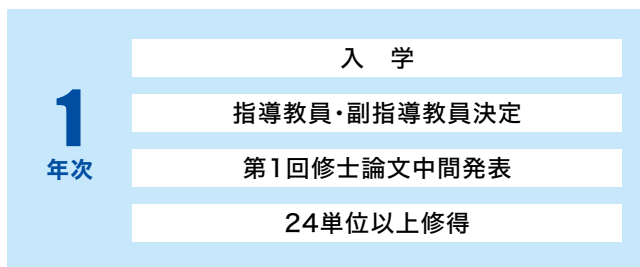 1
年次
入　学
指導教員・副指導教員決定
第1回修士論文中間発表
24単位以上修得